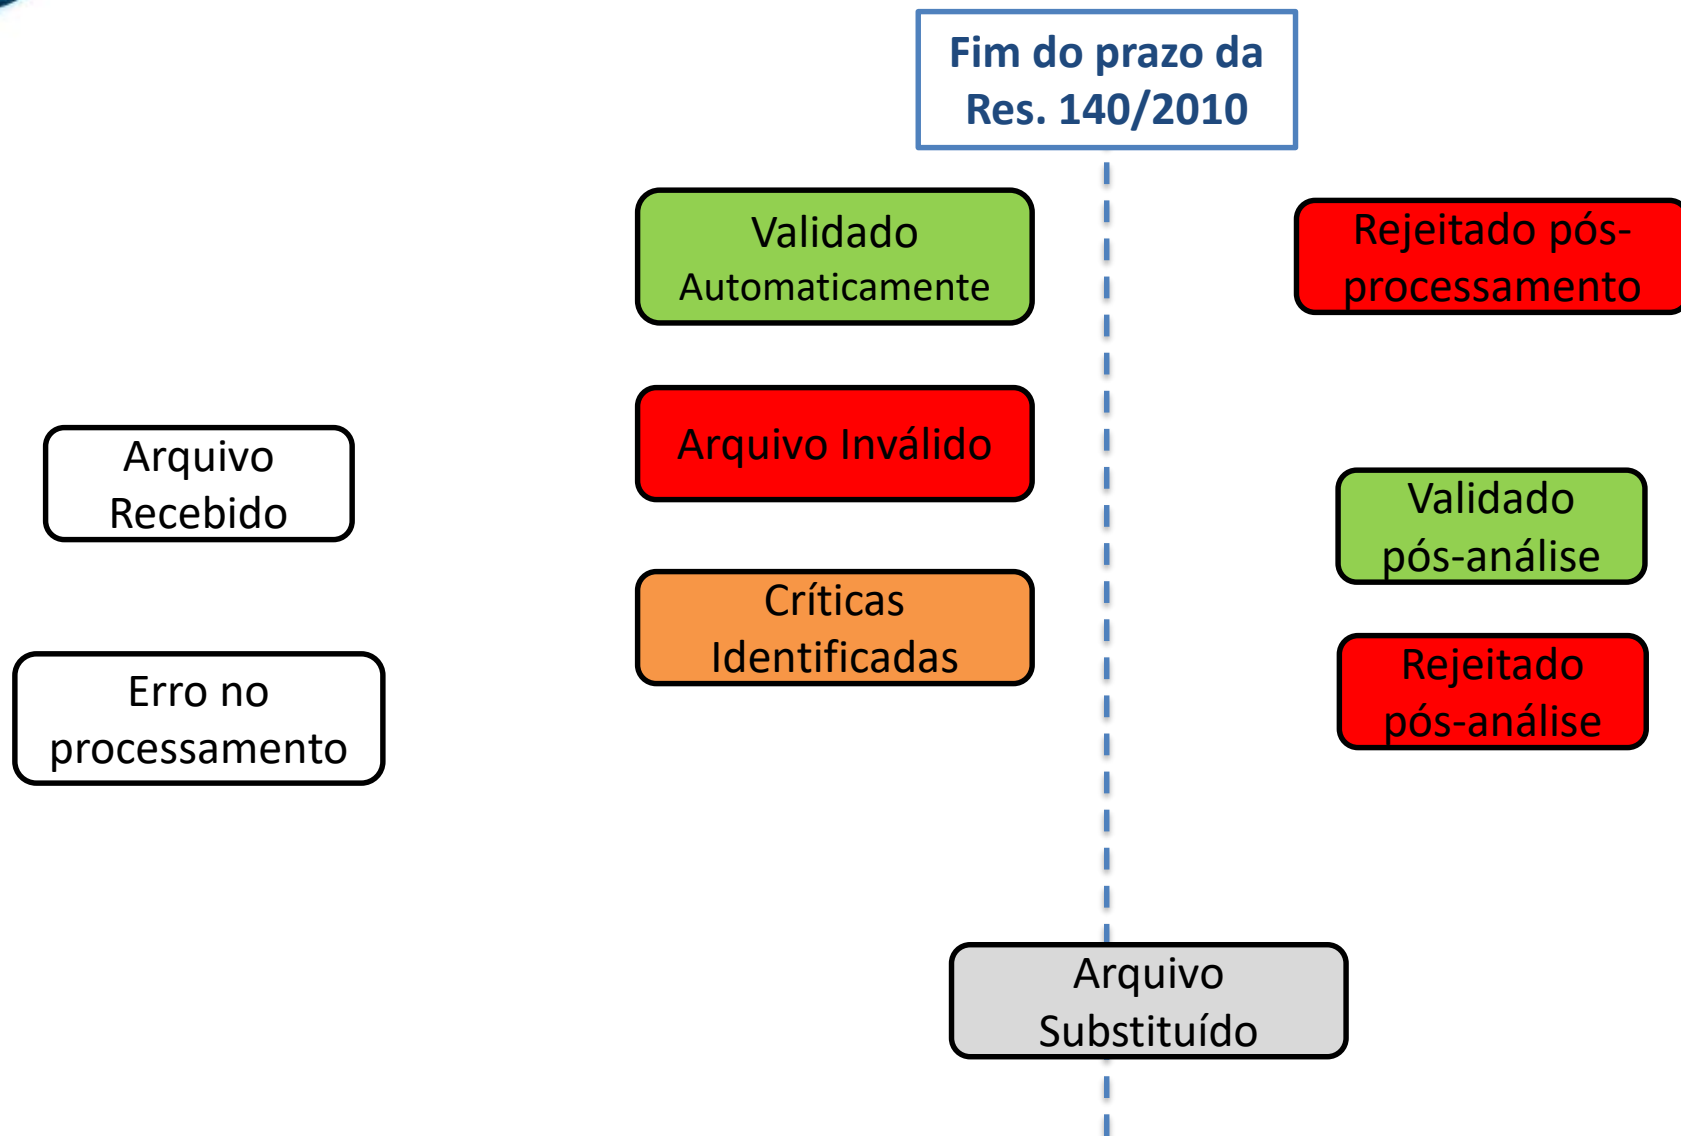 Fim do prazo da
Res. 140/2010
Validado
Automaticamente
Rejeitado pós-
processamento
Arquivo Inválido
Arquivo
Recebido
Validado
pós-análise
Críticas
Identificadas
Rejeitado
pós-análise
Erro no
processamento
Arquivo
Substituído